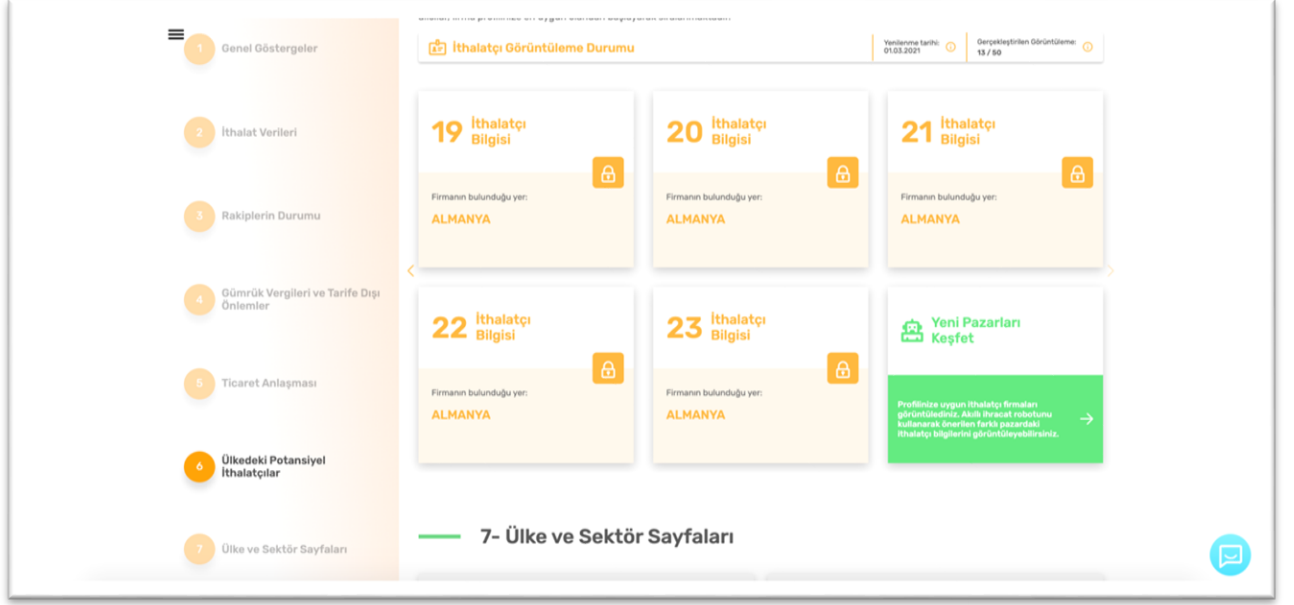 1
Genel Göstergeler
2
İthalat Verileri
3
Rakiplerin Durumu
4
Gümrük Vergileri ve Tarife Dışı
Önlemler
5
Ticaret Anlaşması
6
Ülkedeki Potansiyel
İthalatçılar
7
Ülke ve Sektör Sayfaları
İthalatçı Görüntüleme Durumu
Yenilenme tarihi:
01.03.2021
Gerçekleştirilen Görüntüleme:
13 / 50
19 İthalatçı
Bilgisi
Firmanın bulunduğu yer:
ALMANYA
20 İthalatçı
Bilgisi
Firmanın bulunduğu yer:
ALMANYA
21 İthalatçı
Bilgisi
Firmanın bulunduğu yer:
ALMANYA
22 İthalatçı
Bilgisi
Firmanın bulunduğu yer:
ALMANYA
23 İthalatçı
Bilgisi
Firmanın bulunduğu yer:
ALMANYA
Yeni Pazarları
Keşfet
Profilinize uygun ithalatçı firmaları
görüntülediniz. Akıllı ihracat robotunu
kullanarak önerilen farklı pazardaki
ithalatçı bilgilerini görüntüleyebilirsiniz.
7- Ülke ve Sektör Sayfaları